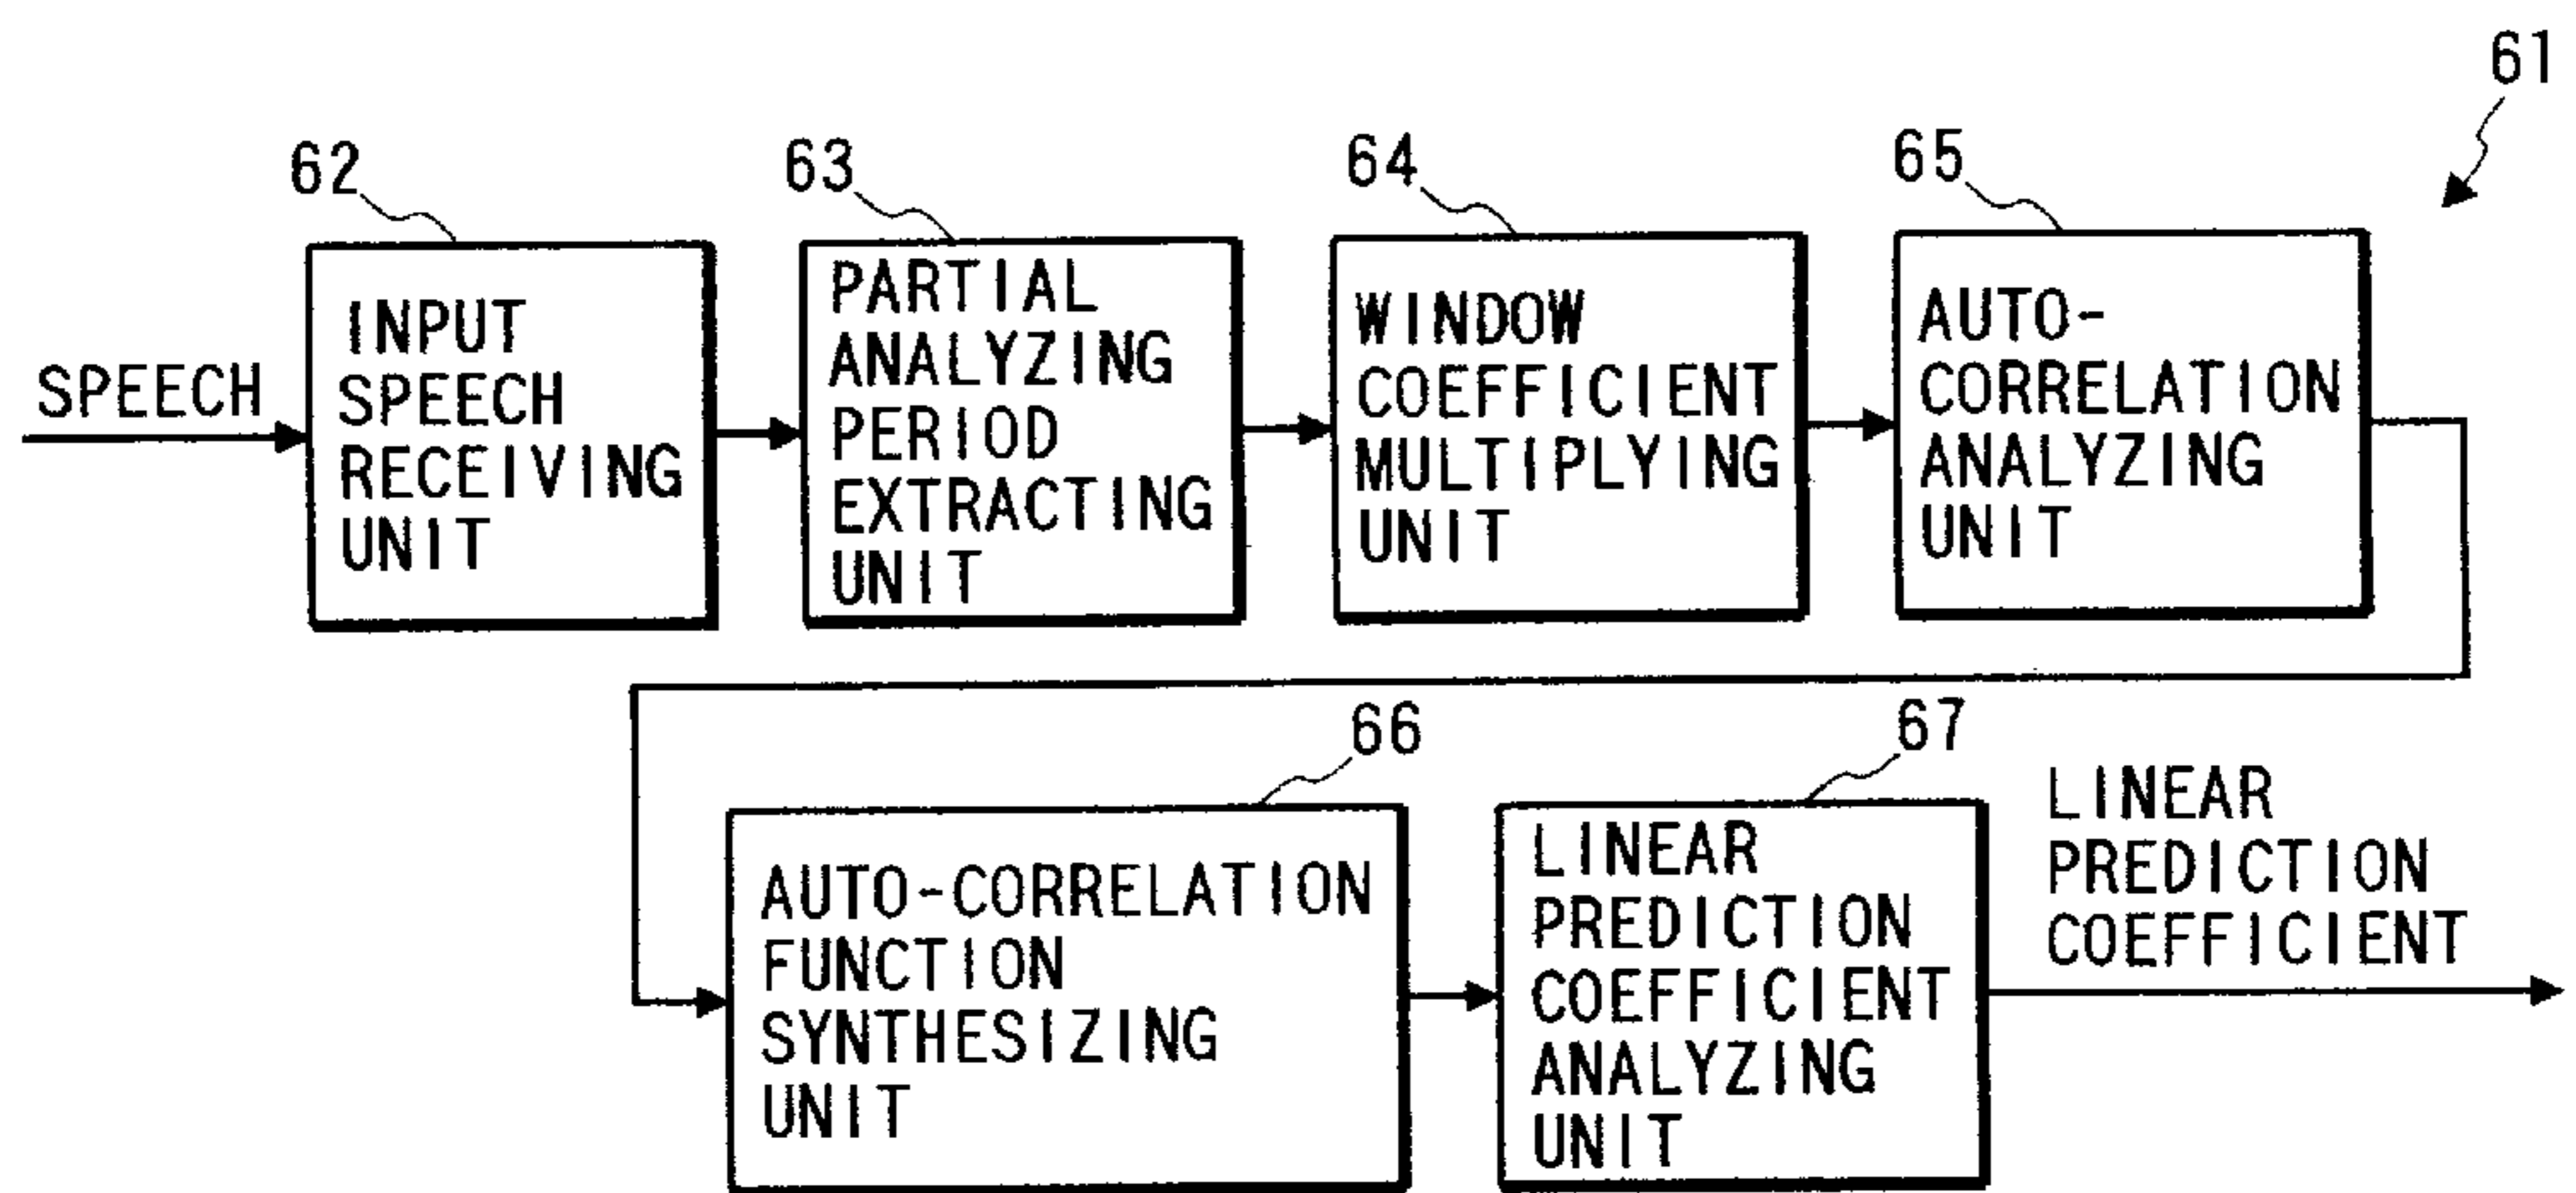 61
62
63
64
65
SPEECH
INPUT
SPEECH
RECEIVING
UNIT
PARTIAL
ANALYZING
PERIOD
EXTRACTING
UNIT
WINDOW
COEFFICIENT
MULTIPLYING
UNIT
AUTO-
CORRELATION
ANALYZING
UNIT
66
67
AUTO-CORRELATION
FUNCTION
SYNTHESIZING
UNIT
LINEAR
PREDICTION
COEFFICIENT
ANALYZING
UNIT
LINEAR
PREDICTION
COEFFICIENT